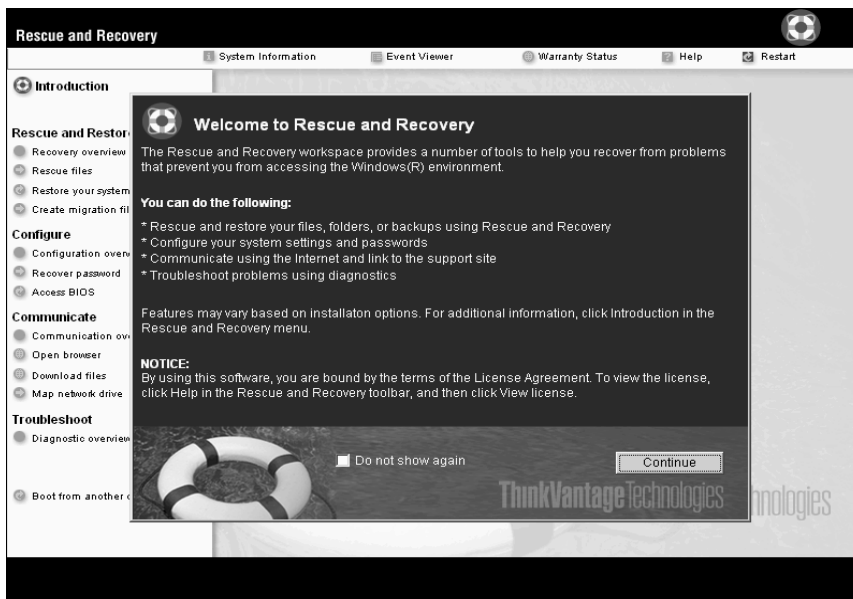 Rescue and Recovery
System Information
Event Viewer
Warranty Status
Help
Restart
Introduction
Rescue and Restor
Recovery overview
Rescue files
Restore your system
Create migration fil
Configure
Configuration overv
Recover password
Access BIOS
Communicate
Communication ov
Open browser
Download files
Map network drive
Troubleshoot
Diagnostic overview
Boot from another
Welcome to Rescue and Recovery
The Rescue and Recovery workspace provides a number of tools to help you recover from problems
that prevent you from accessing the Windows(R) environment.
You can do the following:
* Rescue and restore your files, folders, or backups using Rescue and Recovery
* Configure your system settings and passwords
* Communicate using the Internet and link to the support site
* Troubleshoot problems using diagnostics
Features may vary based on installaton options. For additional information, click Introduction in the
Rescue and Recovery menu.
NOTICE:
By using this software, you are bound by the terms of the License Agreement. To view the license,
click Help in the Rescue and Recovery toolbar, and then click View license.
Do not show again
Continue
ThinkVantage Technologies
hnologies